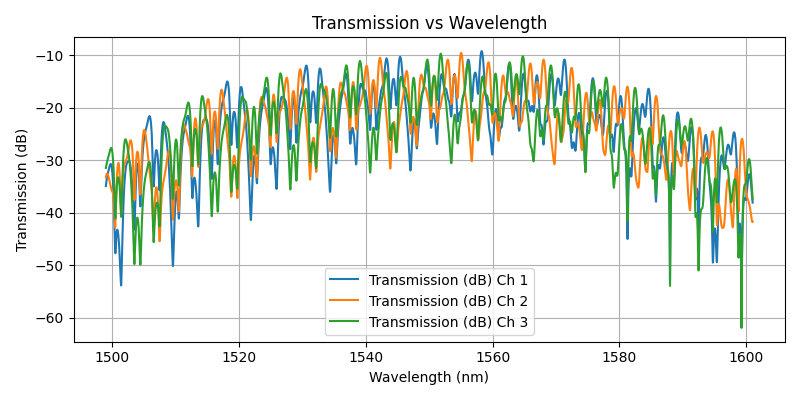 Transmission vs Wavelength
Transmission (dB)
−10
−20
−30
−40
−50
−60
Transmission (dB) Ch 1
Transmission (dB) Ch 2
Transmission (dB) Ch 3
1500
1520
1540
1560
1580
1600
Wavelength (nm)